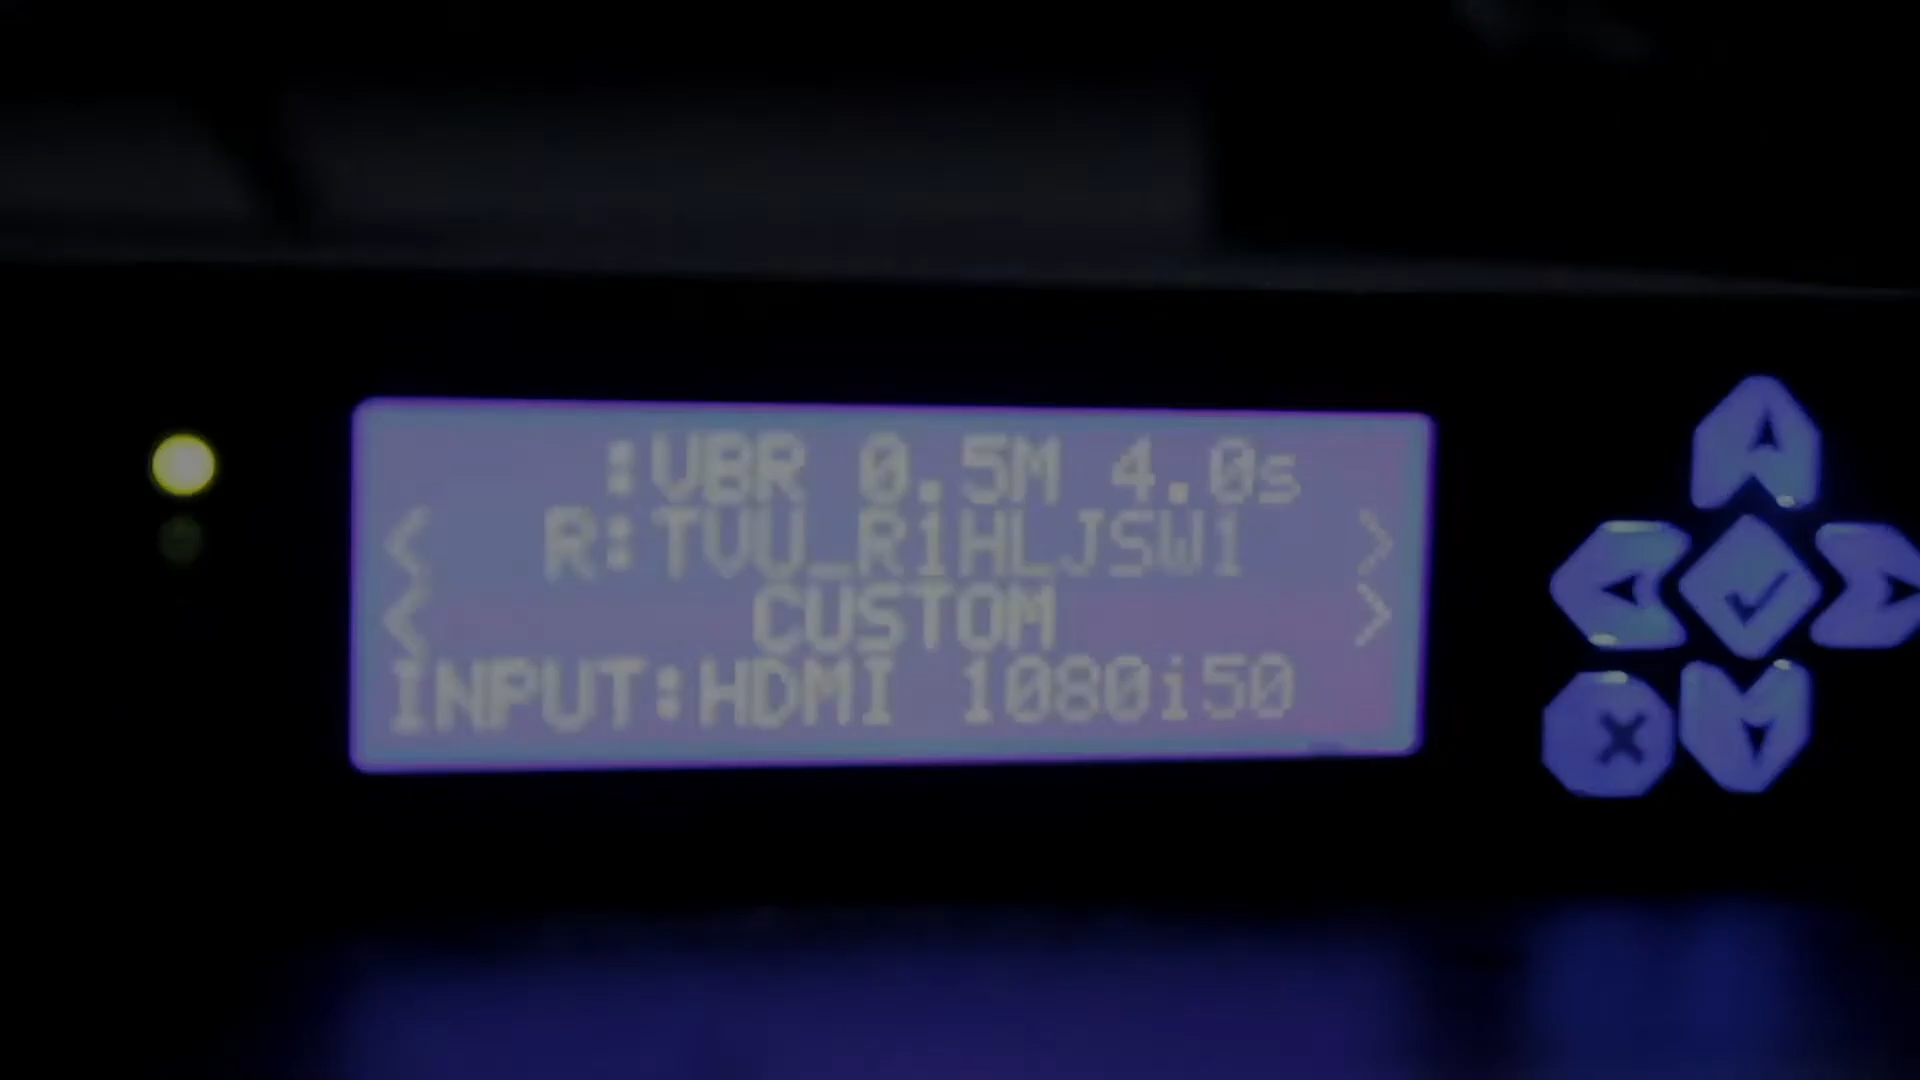 :VBR 0.5M 4.0s
< R:TVU_R1HLJSW1 >
< CUSTOM >
INPUT:HDMI 1080i50